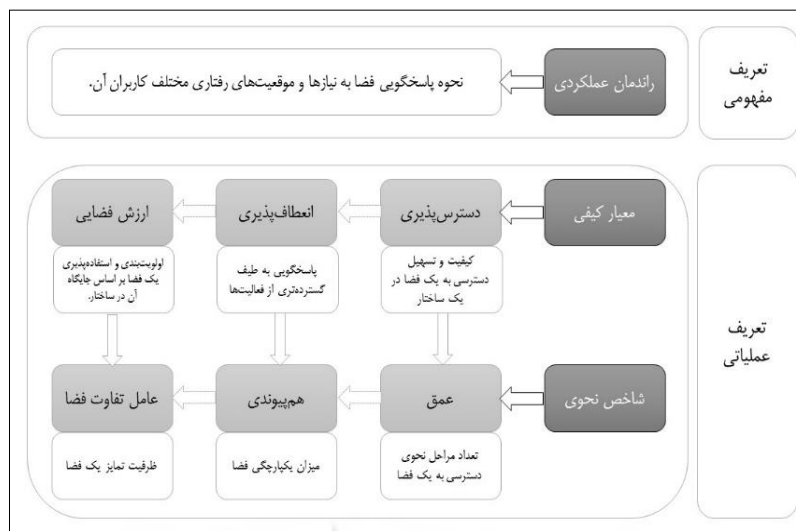 تعریف
مفهومی
راندمان عملکردی
نحوه پاسخگویی فضا به نیازها و موقعیت‌های رفتاری مختلف کاربران آن.
تعریف
عملیاتی
معیار کیفی
دسترس‌پذیری
انعطاف‌پذیری
ارزش فضایی
کیفیت و تسهیل
دسترسی به یک فضا در
یک ساختار
پاسخگویی به طیف
گسترده‌تری از فعالیت‌ها
اولویت‌بندی و استفاده‌پذیری
یک فضا بر اساس جایگاه
آن در ساختار.
شاخص نحوی
عمق
هم‌پیوندی
عامل تفاوت فضا
تعداد مراحل نحوی
دسترسی به یک فضا
میزان یکپارچگی فضا
ظرفیت تمایز یک فضا